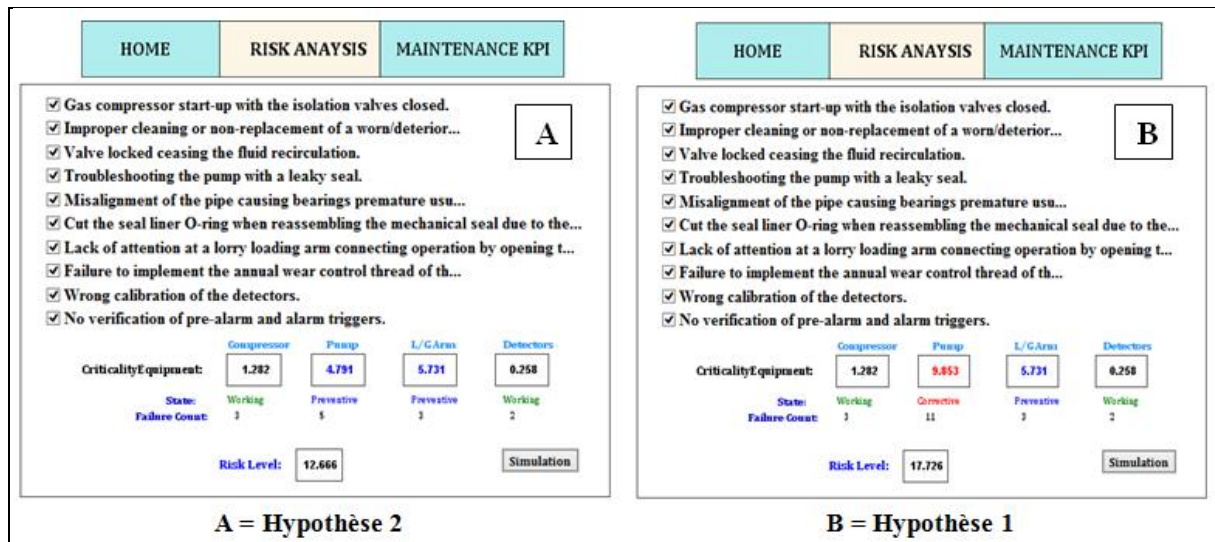 HOME RISK ANAYSIS MAINTENANCE KPI
A
Gas compressor start-up with the isolation valves closed.
Improper cleaning or non-replacement of a worn/deterior...
Valve locked ceasing the fluid recirculation.
Troubleshooting the pump with a leaky seal.
Misalignment of the pipe causing bearings premature usu...
Cut the seal liner O-ring when reassembling the mechanical seal due to the...
Lack of attention at a lorry loading arm connecting operation by opening t...
Failure to implement the annual wear control thread of th...
Wrong calibration of the detectors.
No verification of pre-alarm and alarm triggers.
Compressor Pump L/G Arm Detectors
CriticalityEquipment: 1.282 4.791 5.731 0.258
State: Working Preventive Preventive Working
Failure Count: 3 5 3 2
Risk Level: 12.666 Simulation
A = Hypothèse 2
HOME RISK ANAYSIS MAINTENANCE KPI
B
Gas compressor start-up with the isolation valves closed.
Improper cleaning or non-replacement of a worn/deterior...
Valve locked ceasing the fluid recirculation.
Troubleshooting the pump with a leaky seal.
Misalignment of the pipe causing bearings premature usu...
Cut the seal liner O-ring when reassembling the mechanical seal due to the...
Lack of attention at a lorry loading arm connecting operation by opening t...
Failure to implement the annual wear control thread of th...
Wrong calibration of the detectors.
No verification of pre-alarm and alarm triggers.
Compressor Pump L/G Arm Detectors
CriticalityEquipment: 1.282 9.853 5.731 0.258
State: Working Corrective Preventive Working
Failure Count: 3 11 3 2
Risk Level: 17.726 Simulation
B = Hypothèse 1